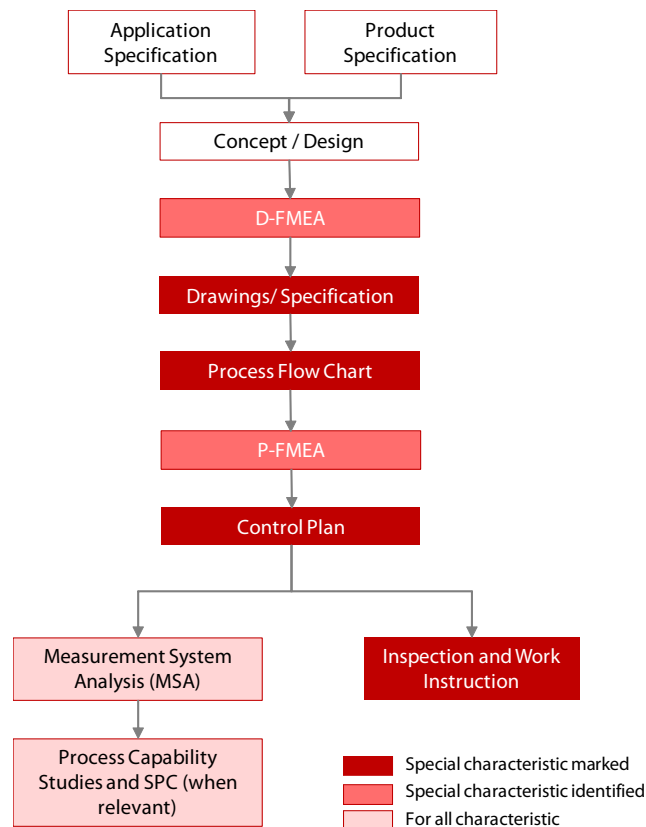 Application
Specification
Product
Specification
Concept / Design
D-FMEA
Drawings/ Specification
Process Flow Chart
P-FMEA
Control Plan
Measurement System
Analysis (MSA)
Inspection and Work
Instruction
Process Capability
Studies and SPC (when
relevant)
Special characteristic marked
Special characteristic identified
For all characteristic